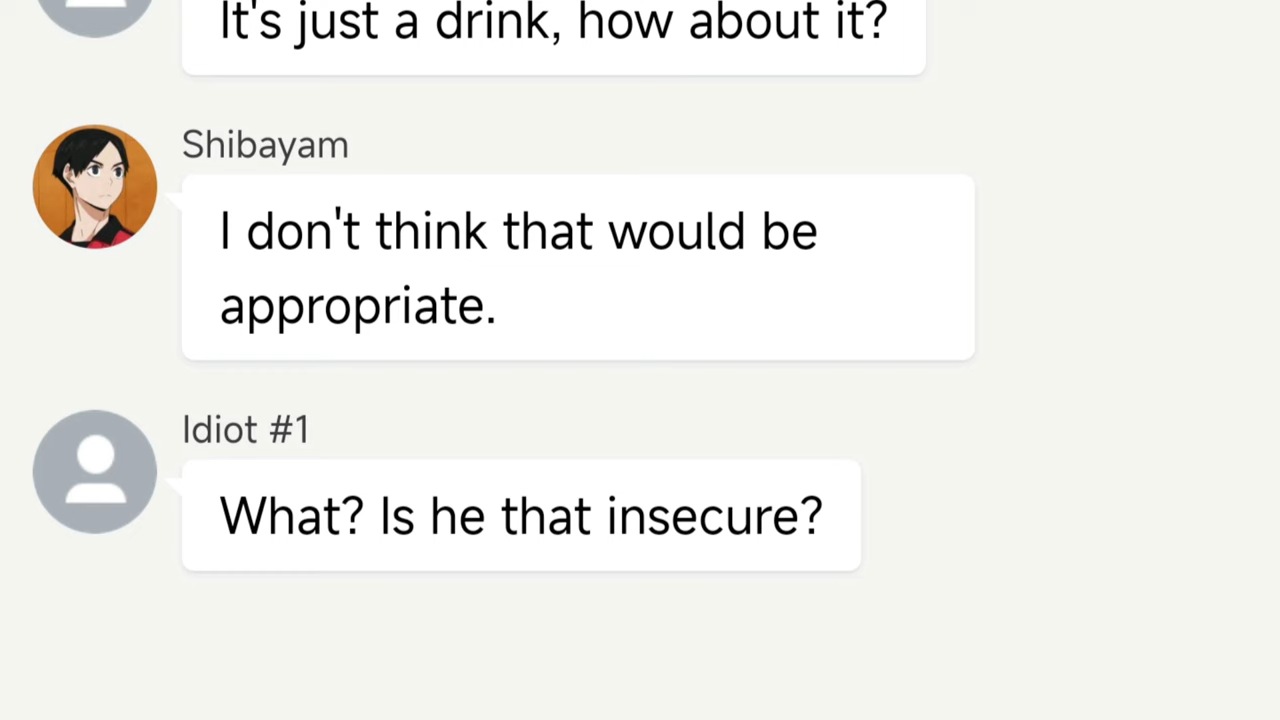 It's just a drink, how about it?
Shibayam
I don't think that would be
appropriate.
Idiot #1
What? Is he that insecure?